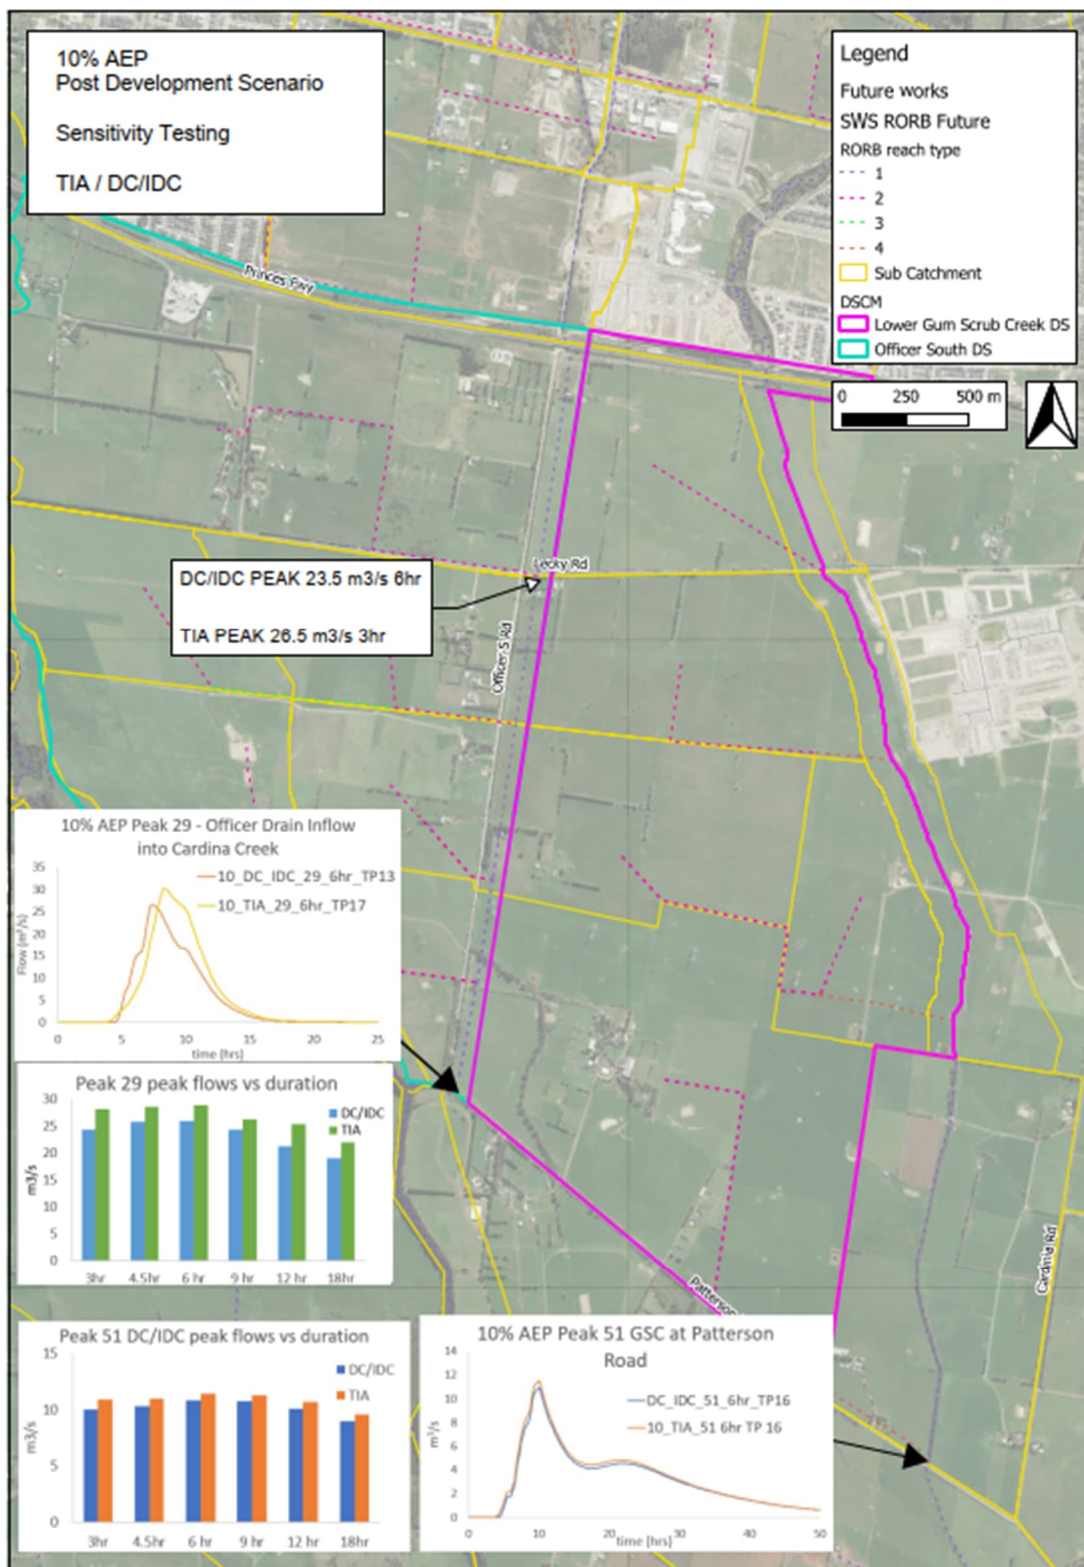 10% AEP
Post Development Scenario
Sensitivity Testing
TIA / DC/IDC
Legend
Future works
SWS RORB Future
RORB reach type
1
2
3
4
Sub Catchment
DSCM
Lower Gum Scrub Creek DS
Officer South DS
0 250 500 m
Princes Fwy
Lecky Rd
Officer S Rd
DC/IDC PEAK 23.5 m3/s 6hr
TIA PEAK 26.5 m3/s 3hr
10% AEP Peak 29 - Officer Drain Inflow
into Cardina Creek
35
30
25
20
15
10
5
0
Flow (m³/s)
10_DC_IDC_29_6hr_TP13
10_TIA_29_6hr_TP17
0 5 10 15 20 25
time (hrs)
Peak 29 peak flows vs duration
30
25
20
15
10
5
0
m3/s
DC/IDC
TIA
3hr 4.5hr 6 hr 9 hr 12 hr 18hr
Patterson
Cardinia Rd
Peak 51 DC/IDC peak flows vs duration
15
10
5
0
m3/s
DC/IDC
TIA
3hr 4.5hr 6 hr 9 hr 12 hr 18hr
10% AEP Peak 51 GSC at Patterson
Road
14
12
10
8
6
4
2
0
m³/s
DC_IDC_51_6hr_TP16
10_TIA_51 6hr TP 16
0 10 20 30 40 50
time (hrs)